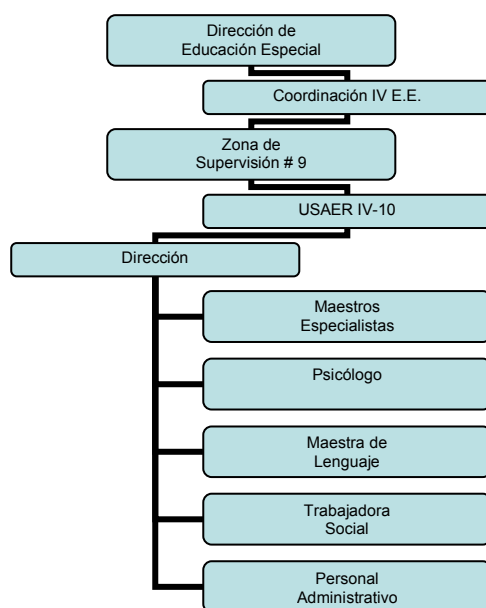 Dirección de
Educación Especial
Coordinación IV E.E.
Zona de
Supervisión # 9
USAER IV-10
Dirección
Maestros
Especialistas
Psicólogo
Maestra de
Lenguaje
Trabajadora
Social
Personal
Administrativo